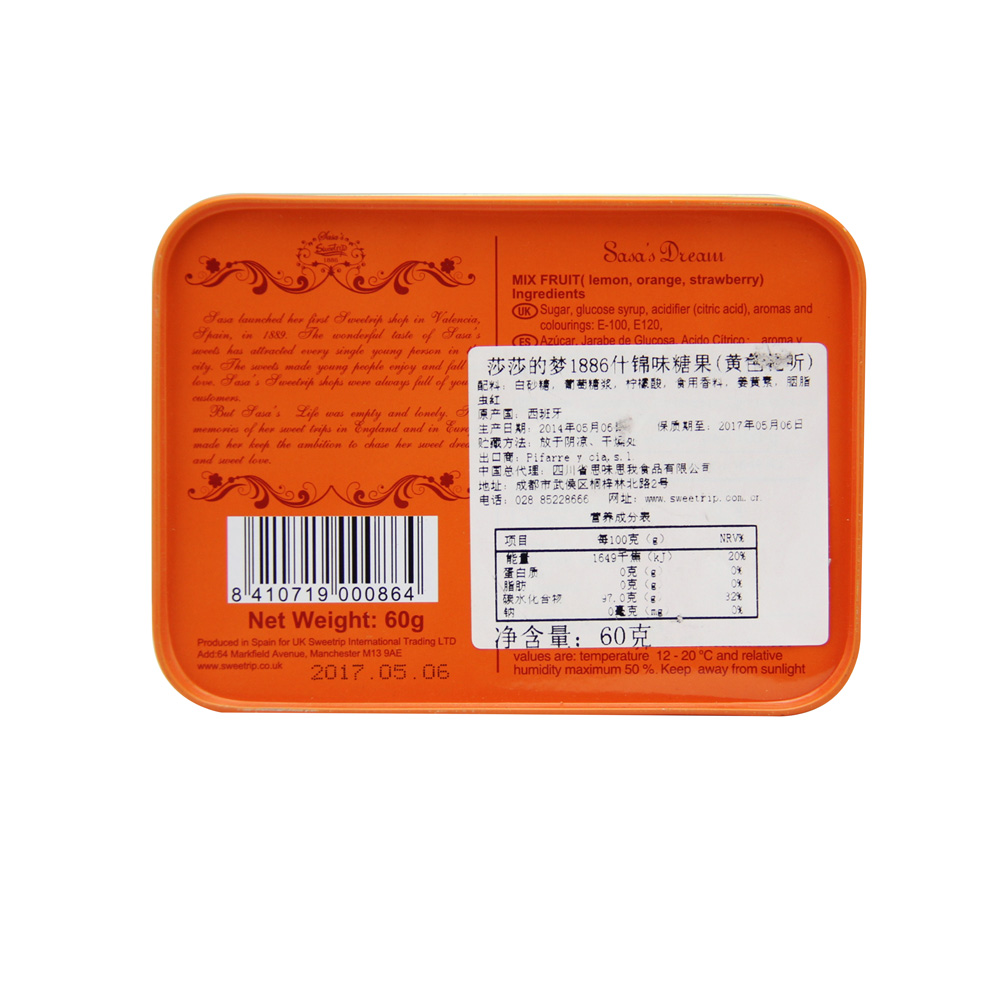 Sasa's
Sweetrip
1886
Sasa launched her first Sweetrip shop in Valencia,
Spain, in 1889. The wonderful taste of Sasa's
sweets has attracted every single young person in
city. The sweets made young people enjoy and fall
love. Sasa's Sweetrip shops were always full of
customers.
But Sasa's Life was empty and lonely.
memories of her sweet trips in England and in
made her keep the ambition to chase her sweet
and sweet love.
8 410719 000864
Net Weight: 60g
Produced in Spain for UK Sweetrip International Trading LTD
Add:64 Markfield Avenue, Manchester M13 9AE
www.sweetrip.co.uk
2017.05.06
Sasa's Dream
MIX FRUIT( lemon, orange, strawberry)
Ingredients
UK Sugar, glucose syrup, acidifier (citric acid), aromas and
colourings: E-100, E120,
ES Azúcar, Jarabe de Glucosa, Acido Cítrico; aroma y
莎莎的梦1886什锦味糖果(黄色 听)
配料：白砂糖，葡萄糖浆，柠檬酸，食用香料，姜黄素，胭脂
虫红
原产国：西班牙
生产日期：2014年05月06日 保质期至：2017年05月06日
贮藏方法：放于阴凉、干燥处
出口商：Pifarre y cia,s.l
中国总代理：四川省思味思我食品有限公司
地址：成都市武侯区桐梓林北路2号
电话：028 85228666 网址：www.sweetrip.com.cn
营养成分表
项目 每100克（g） NRV%
能量 1649千焦（kJ） 20%
蛋白质 0克（g） 0%
脂肪 0克（g） 0%
碳水化合物 97.0克（g） 32%
钠 0毫克（mg） 0%
净含量：60克
values are: temperature 12 - 20 ºC and relative
humidity maximum 50 %. Keep away from sunlight